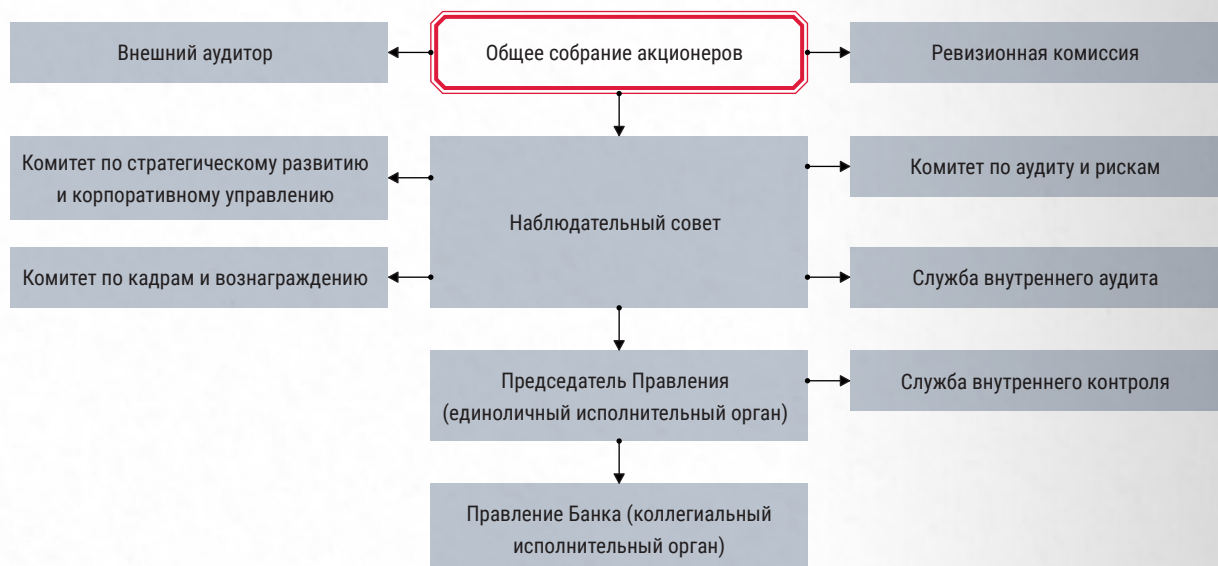 Внешний аудитор
Общее собрание акционеров
Ревизионная комиссия
Комитет по стратегическому развитию
и корпоративному управлению
Наблюдательный совет
Комитет по аудиту и рискам
Комитет по кадрам и вознаграждению
Служба внутреннего аудита
Председатель Правления
(единоличный исполнительный орган)
Служба внутреннего контроля
Правление Банка (коллегиальный
исполнительный орган)